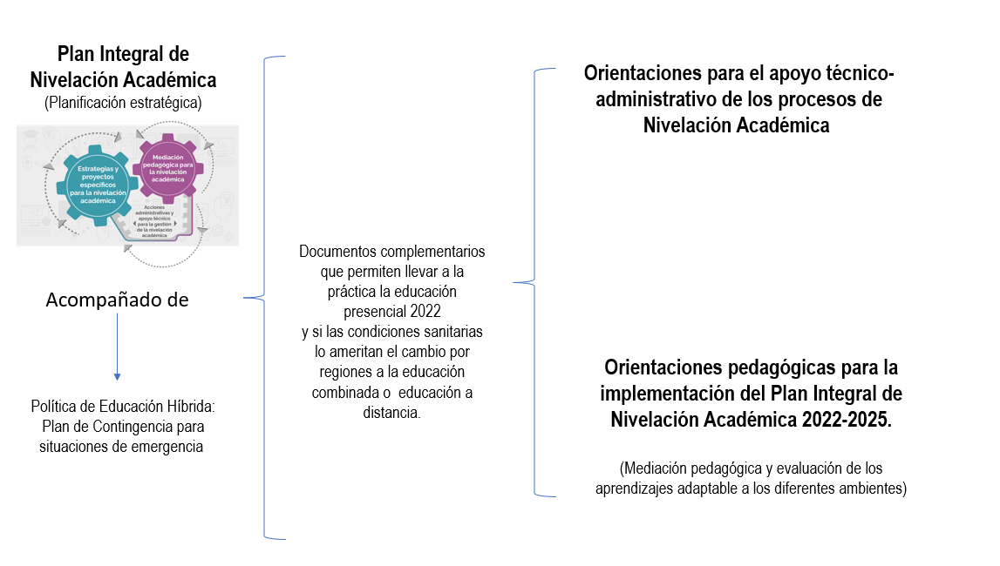 Plan Integral de
Nivelación Académica
(Planificación estratégica)
Estrategias y
proyectos
específicos
para la nivelación
académica
Mediación
pedagógica para
la nivelación
académica
Acciones
administrativas y
apoyo técnico
para la gestión
de la nivelación
académica
Acompañado de
Política de Educación Híbrida:
Plan de Contingencia para
situaciones de emergencia
Documentos complementarios
que permiten llevar a la
práctica la educación
presencial 2022
y si las condiciones sanitarias
lo ameritan el cambio por
regiones a la educación
combinada o educación a
distancia.
Orientaciones para el apoyo técnico-
administrativo de los procesos de
Nivelación Académica
Orientaciones pedagógicas para la
implementación del Plan Integral de
Nivelación Académica 2022-2025.
(Mediación pedagógica y evaluación de los
aprendizajes adaptable a los diferentes ambientes)